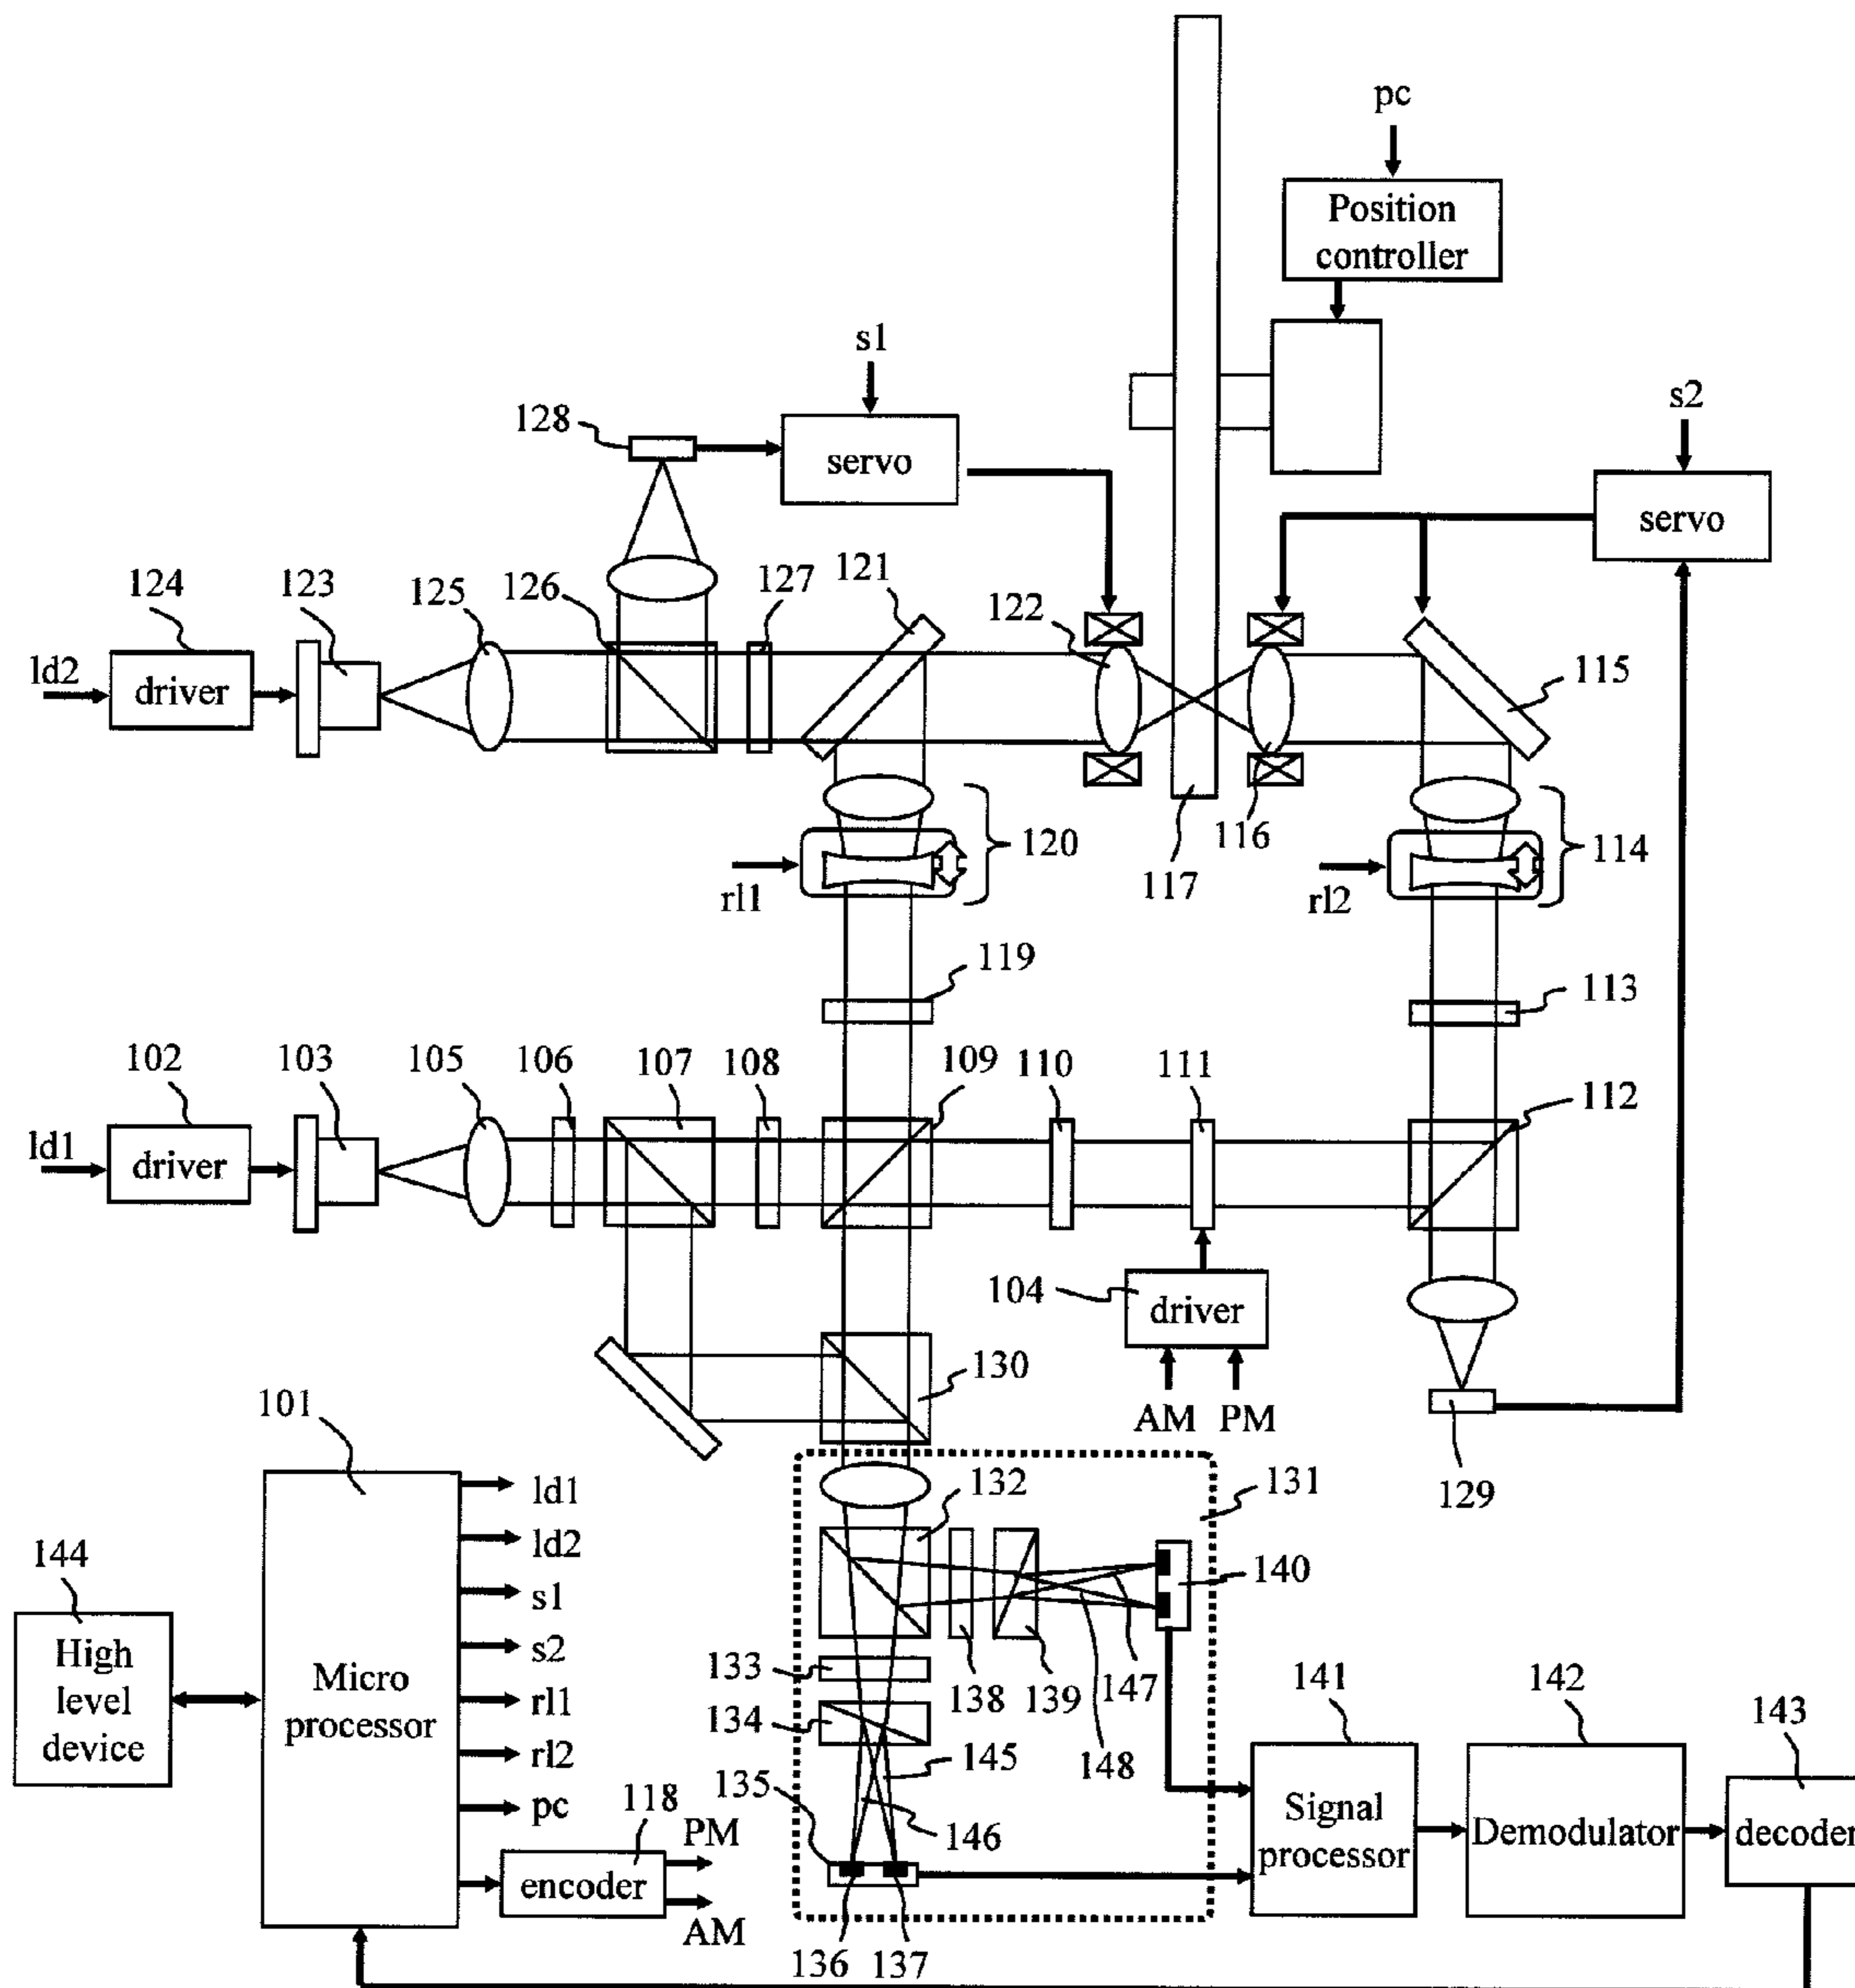 pc
Position
controller
s1
s2
128
servo
servo
124
123
125
126
127
121
122
ld2
driver
115
116
117
120
114
rl1
rl2
119
113
102
103
105
106
107
108
109
110
111
112
ld1
driver
104
driver
130
AM
PM
129
101
132
131
ld1
ld2
s1
s2
rl1
rl2
pc
144
High
level
device
Micro
processor
140
133
138
139
147
148
134
141
142
143
145
135
118
PM
146
Signal
processor
Demodulator
decoder
encoder
AM
136
137